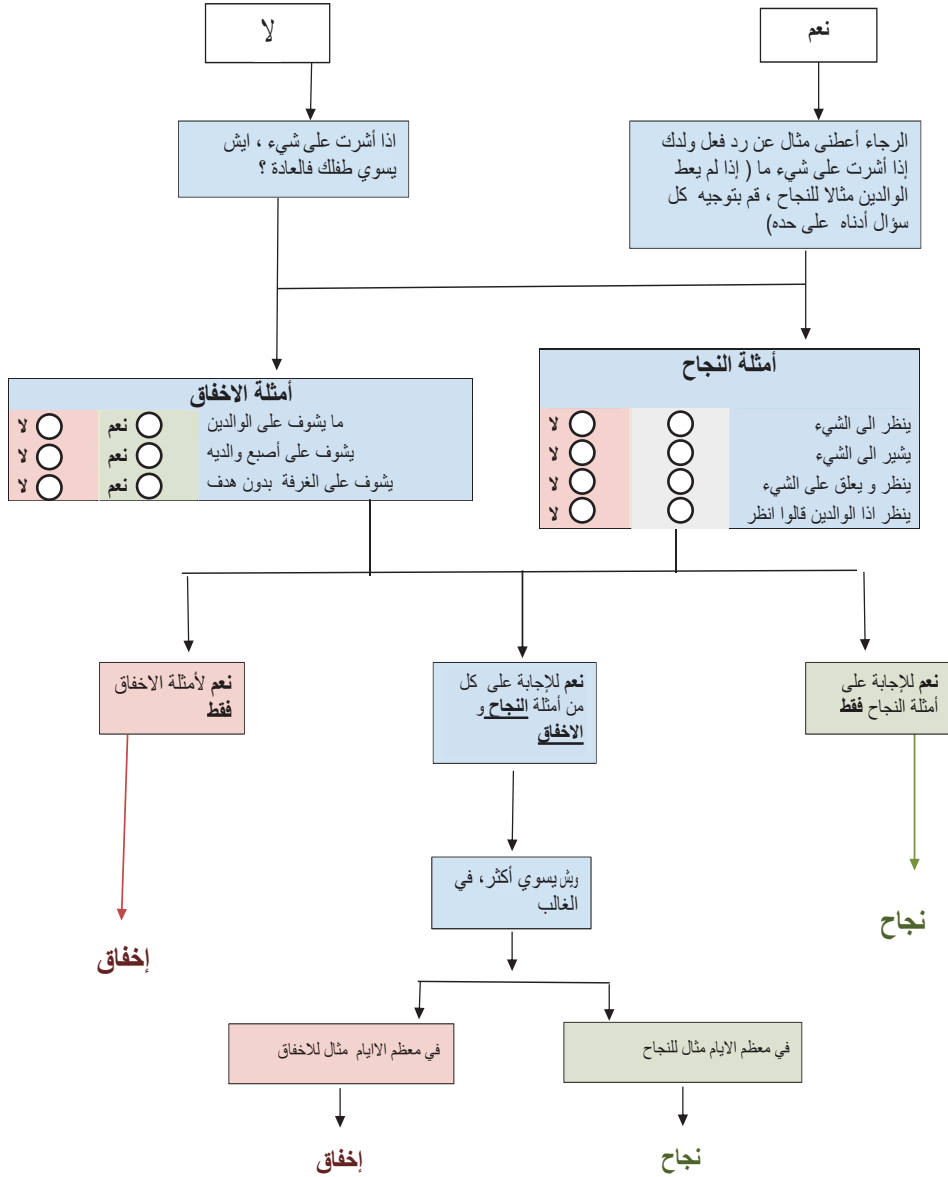 نعم
لا
الرجاء أعطنى مثال عن رد فعل ولدك
إذا أشرت على شيء ما ( إذا لم يعط
الوالدين مثالا للنجاح ، قم بتوجيه كل
سؤال أدناه على حده)
اذا أشرت على شيء ، ايش
يسوي طفلك فالعادة ؟
أمثلة النجاح
ينظر الى الشيء لا
يشير الى الشيء لا
ينظر و يعلق على الشيء لا
ينظر اذا الوالدين قالوا انظر لا
أمثلة الاخفاق
ما يشوف على الوالدين نعم لا
يشوف على أصبع والديه نعم لا
يشوف على الغرفة بدون هدف نعم لا
نعم للإجابة على
أمثلة النجاح فقط
نعم للإجابة على كل
من أمثلة النجاح و
الاخفاق
نعم لأمثلة الاخفاق
فقط
وش يسوي أكثر، في
الغالب
نجاح
إخفاق
في معظم الايام مثال للنجاح
في معظم الاايام مثال للاخفاق
نجاح
إخفاق